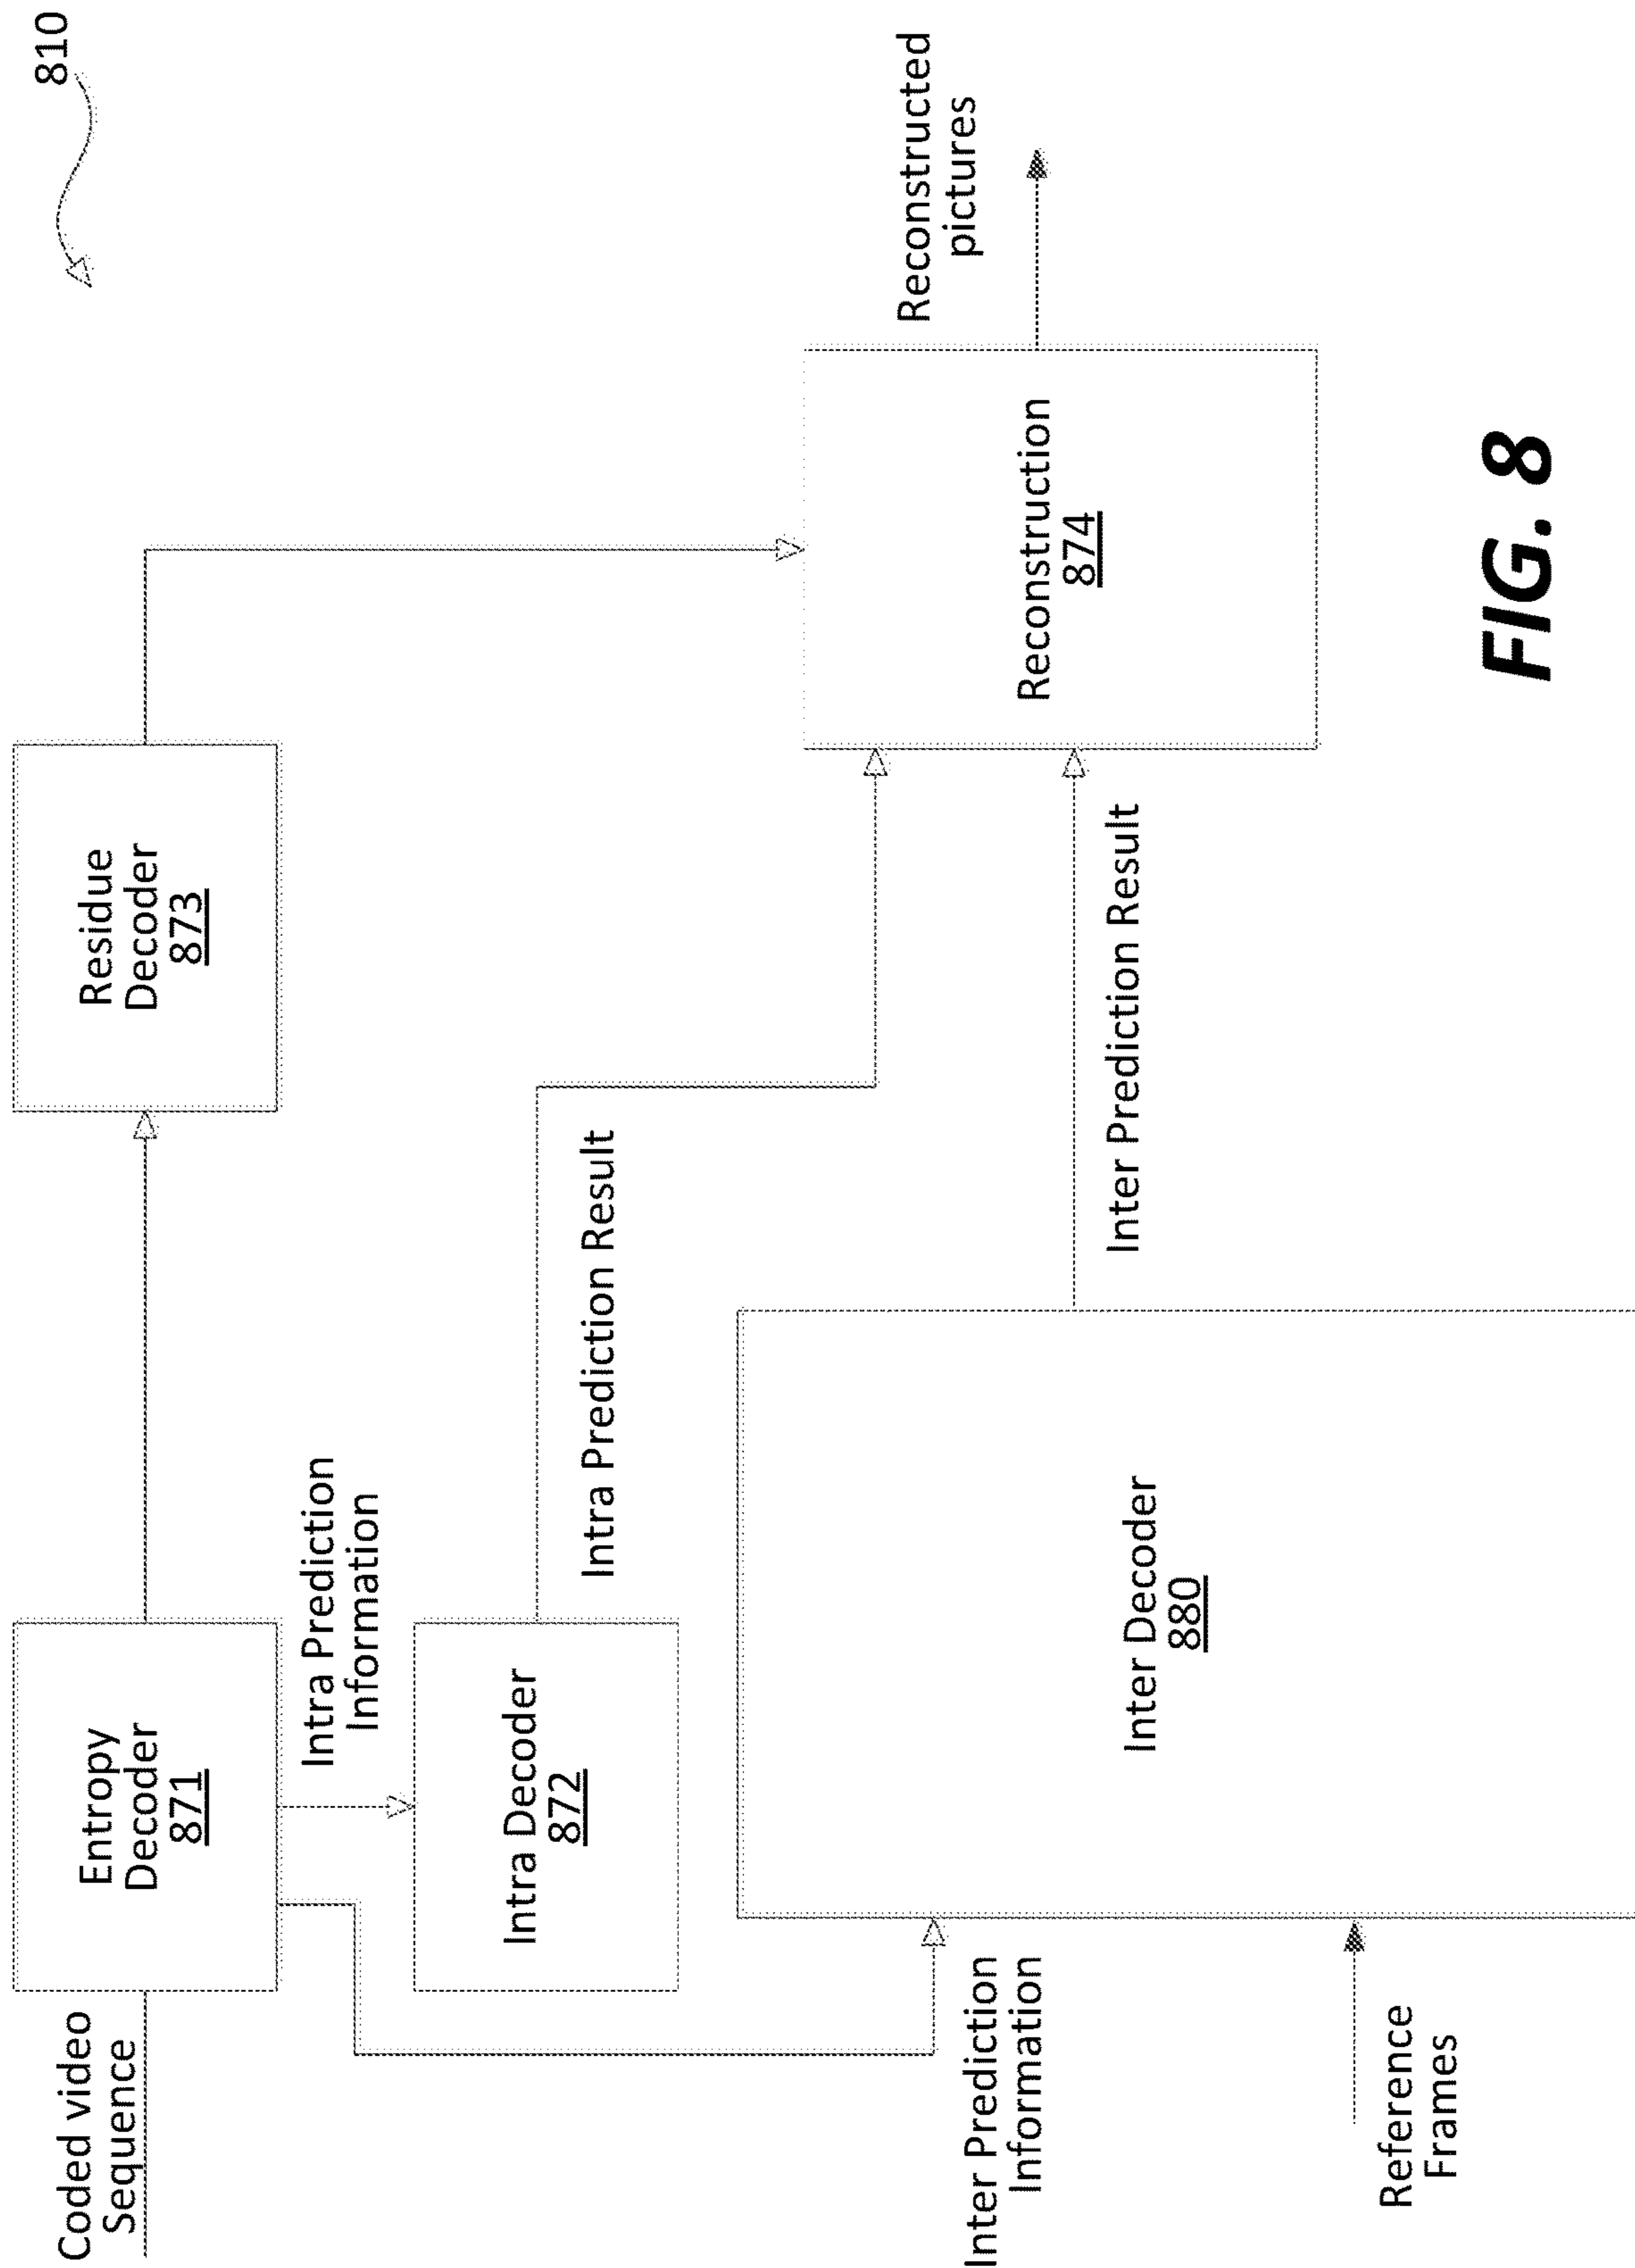 810
Coded video
Sequence
Entropy
Decoder
871
Residue
Decoder
873
Intra Prediction
Information
Intra Decoder
872
Intra Prediction Result
Reconstructed
pictures
Reconstruction
874
Inter Prediction
Information
Inter Decoder
880
Inter Prediction Result
Reference
Frames
FIG. 8